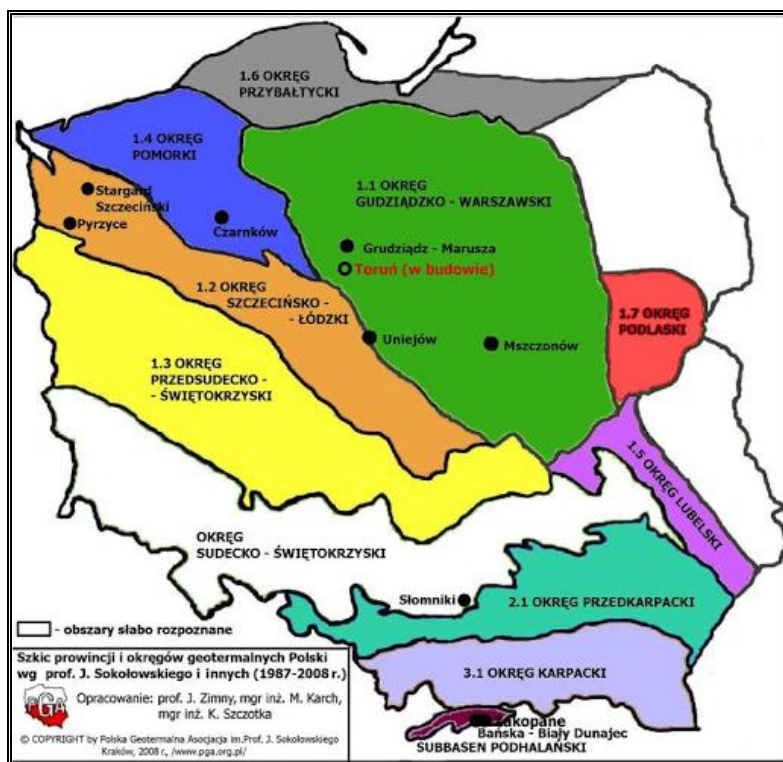 1.6 OKRĘG
PRZYBAŁTYCKI
1.4 OKRĘG
POMORKI
1.1 OKRĘG
GUDZIĄDZKO - WARSZAWSKI
Stargard
Szczeciński
Pyrzyce
Czarnków
Grudziądz - Marusza
Toruń (w budowie)
1.2 OKRĘG
SZCZECIŃSKO -
- ŁÓDZKI
1.7 OKRĘG
PODLASKI
Uniejów
Mszczonów
1.3 OKRĘG
PRZEDSUDECKO -
- ŚWIĘTOKRZYSKI
1.5 OKRĘG LUBELSKI
OKRĘG
SUDECKO - ŚWIĘTOKRZYSKI
Słomniki
2.1 OKRĘG PRZEDKARPACKI
- obszary słabo rozpoznane
3.1 OKRĘG KARPACKI
Zakopane
Bańska - Biały Dunajec
SUBBASEN PODHALAŃSKI
Szkic prowincji i okręgów geotermalnych Polski
wg prof. J. Sokołowskiego i innych (1987-2008 r.)
PGA
Opracowanie: prof. J. Zimny, mgr inż. M. Karch,
mgr inż. K. Szczotka
© COPYRIGHT by Polska Geotermalna Asocjacja im.Prof. J. Sokołowskiego
Kraków, 2008 r., /www.pga.org.pl/